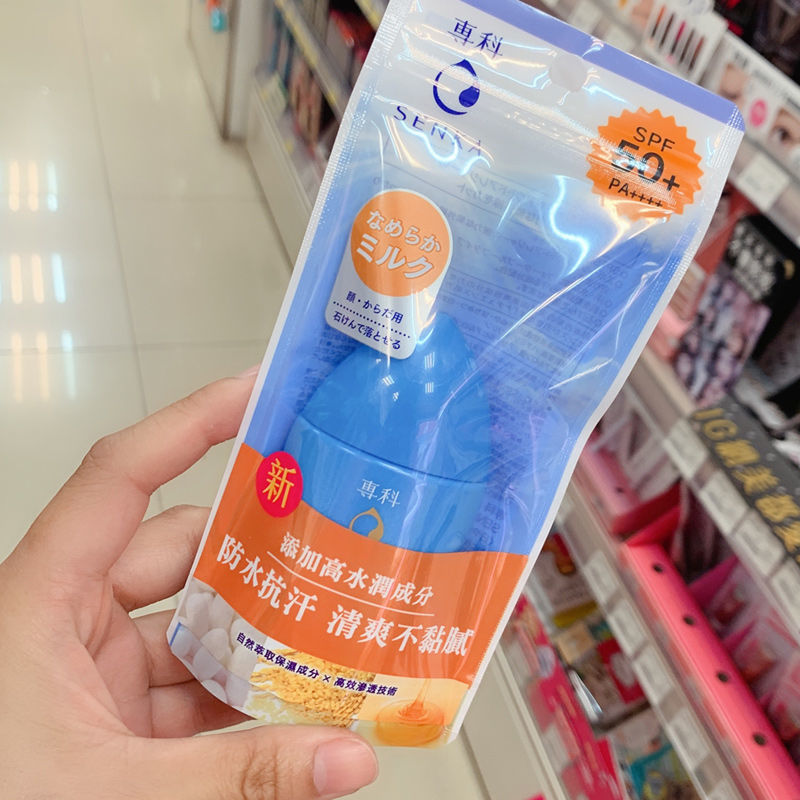 専科
SENKA
SPF
50+
PA++++
なめらか
ミルク
顔・からだ用
石けんで落とせる
専科
新
添加高水潤成分
防水抗汗 清爽不黏膩
自然萃取保濕成分×高效滲透技術